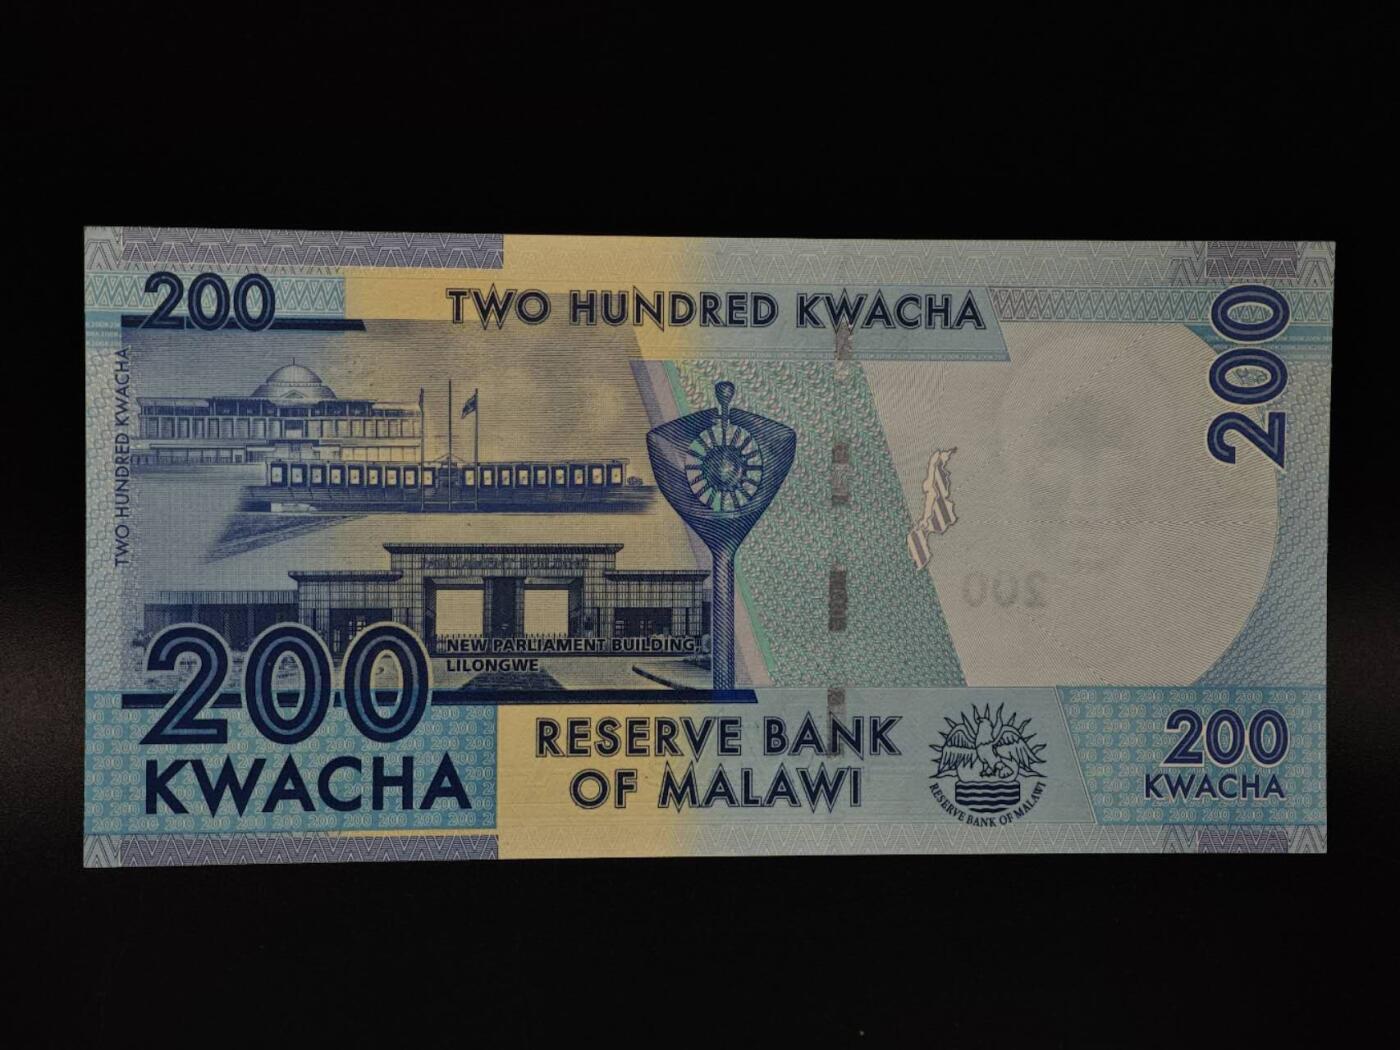 200
TWO HUNDRED KWACHA
200
TWO HUNDRED KWACHA
NEW PARLIAMENT BUILDING,
LILONGWE
200
KWACHA
RESERVE BANK
OF MALAWI
RESERVE BANK OF MALAWI
200
200
KWACHA